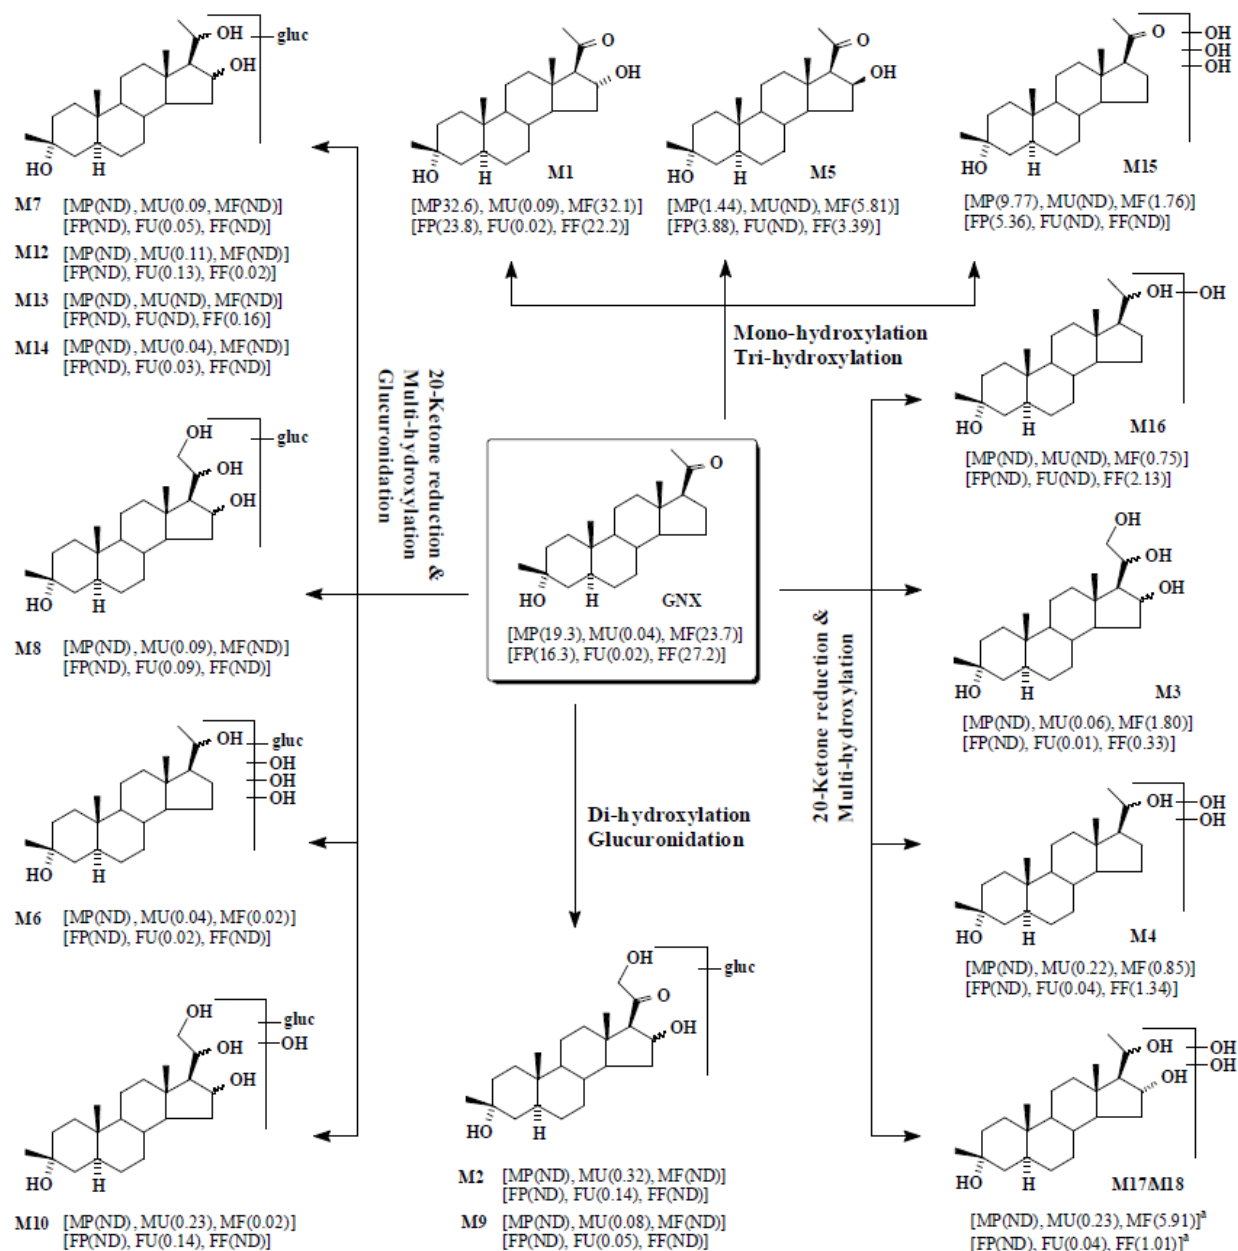 OH
gluc
OH
HO
H
M7 [MP(ND), MU(0.09, MF(ND)]
[FP(ND), FU(0.05), FF(ND)]
M12 [MP(ND), MU(0.11), MF(ND)]
[FP(ND), FU(0.13), FF(0.02)]
M13 [MP(ND), MU(ND), MF(ND)]
[FP(ND), FU(ND), FF(0.16)]
M14 [MP(ND), MU(0.04), MF(ND)]
[FP(ND), FU(0.03), FF(ND)]
O
OH
HO
H
M1
[MP32.6), MU(0.09), MF(32.1)]
[FP(23.8), FU(0.02), FF(22.2)]
O
OH
HO
H
M5
[MP(1.44), MU(ND), MF(5.81)]
[FP(3.88), FU(ND), FF(3.39)]
O
OH
OH
OH
HO
H
M15
[MP(9.77), MU(ND), MF(1.76)]
[FP(5.36), FU(ND), FF(ND)]
Mono-hydroxylation
Tri-hydroxylation
20-Ketone reduction &
Multi-hydroxylation
Glucuronidation
O
HO
H
GNX
[MP(19.3), MU(0.04), MF(23.7)]
[FP(16.3), FU(0.02), FF(27.2)]
20-Ketone reduction &
Multi-hydroxylation
OH
OH
HO
H
M16
[MP(ND), MU(ND), MF(0.75)]
[FP(ND), FU(ND), FF(2.13)]
OH
gluc
OH
OH
HO
H
M8 [MP(ND), MU(0.09), MF(ND)]
[FP(ND), FU(0.09), FF(ND)]
OH
OH
OH
HO
H
M3
[MP(ND), MU(0.06), MF(1.80)]
[FP(ND), FU(0.01), FF(0.33)]
OH
gluc
OH
OH
OH
HO
H
M6 [MP(ND), MU(0.04), MF(0.02)]
[FP(ND), FU(0.02), FF(ND)]
Di-hydroxylation
Glucuronidation
OH
OH
OH
HO
H
M4
[MP(ND), MU(0.22), MF(0.85)]
[FP(ND), FU(0.04), FF(1.34)]
OH
gluc
OH
OH
OH
HO
H
M10 [MP(ND), MU(0.23), MF(0.02)]
[FP(ND), FU(0.14), FF(ND)]
OH
gluc
O
OH
HO
H
M2 [MP(ND), MU(0.32), MF(ND)]
[FP(ND), FU(0.14), FF(ND)]
M9 [MP(ND), MU(0.08), MF(ND)]
[FP(ND), FU(0.05), FF(ND)]
OH
OH
OH
OH
HO
H
M17/M18
[MP(ND), MU(0.23), MF(5.91)]ª
[FP(ND), FU(0.04), FF(1.01)]ª